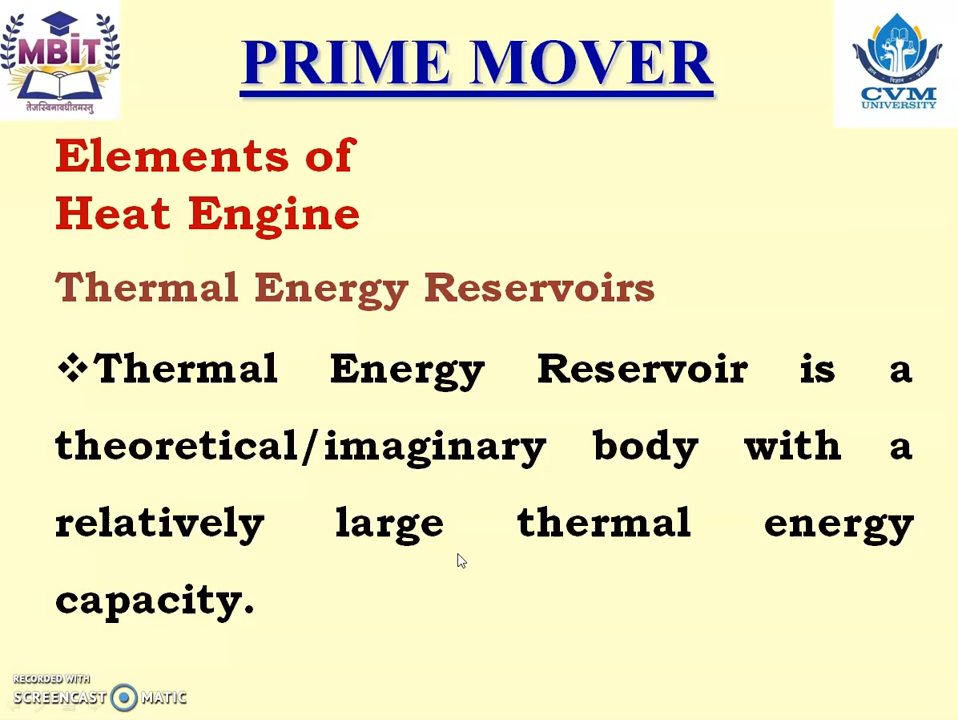 MBIT
तेजस्विनावधीतमस्तु
PRIME MOVER
CVM
UNIVERSITY
Elements of
Heat Engine
Thermal Energy Reservoirs
❖Thermal Energy Reservoir is a
theoretical/imaginary body with a
relatively large thermal energy
capacity.
RECORDED WITH
SCREENCAST MATIC